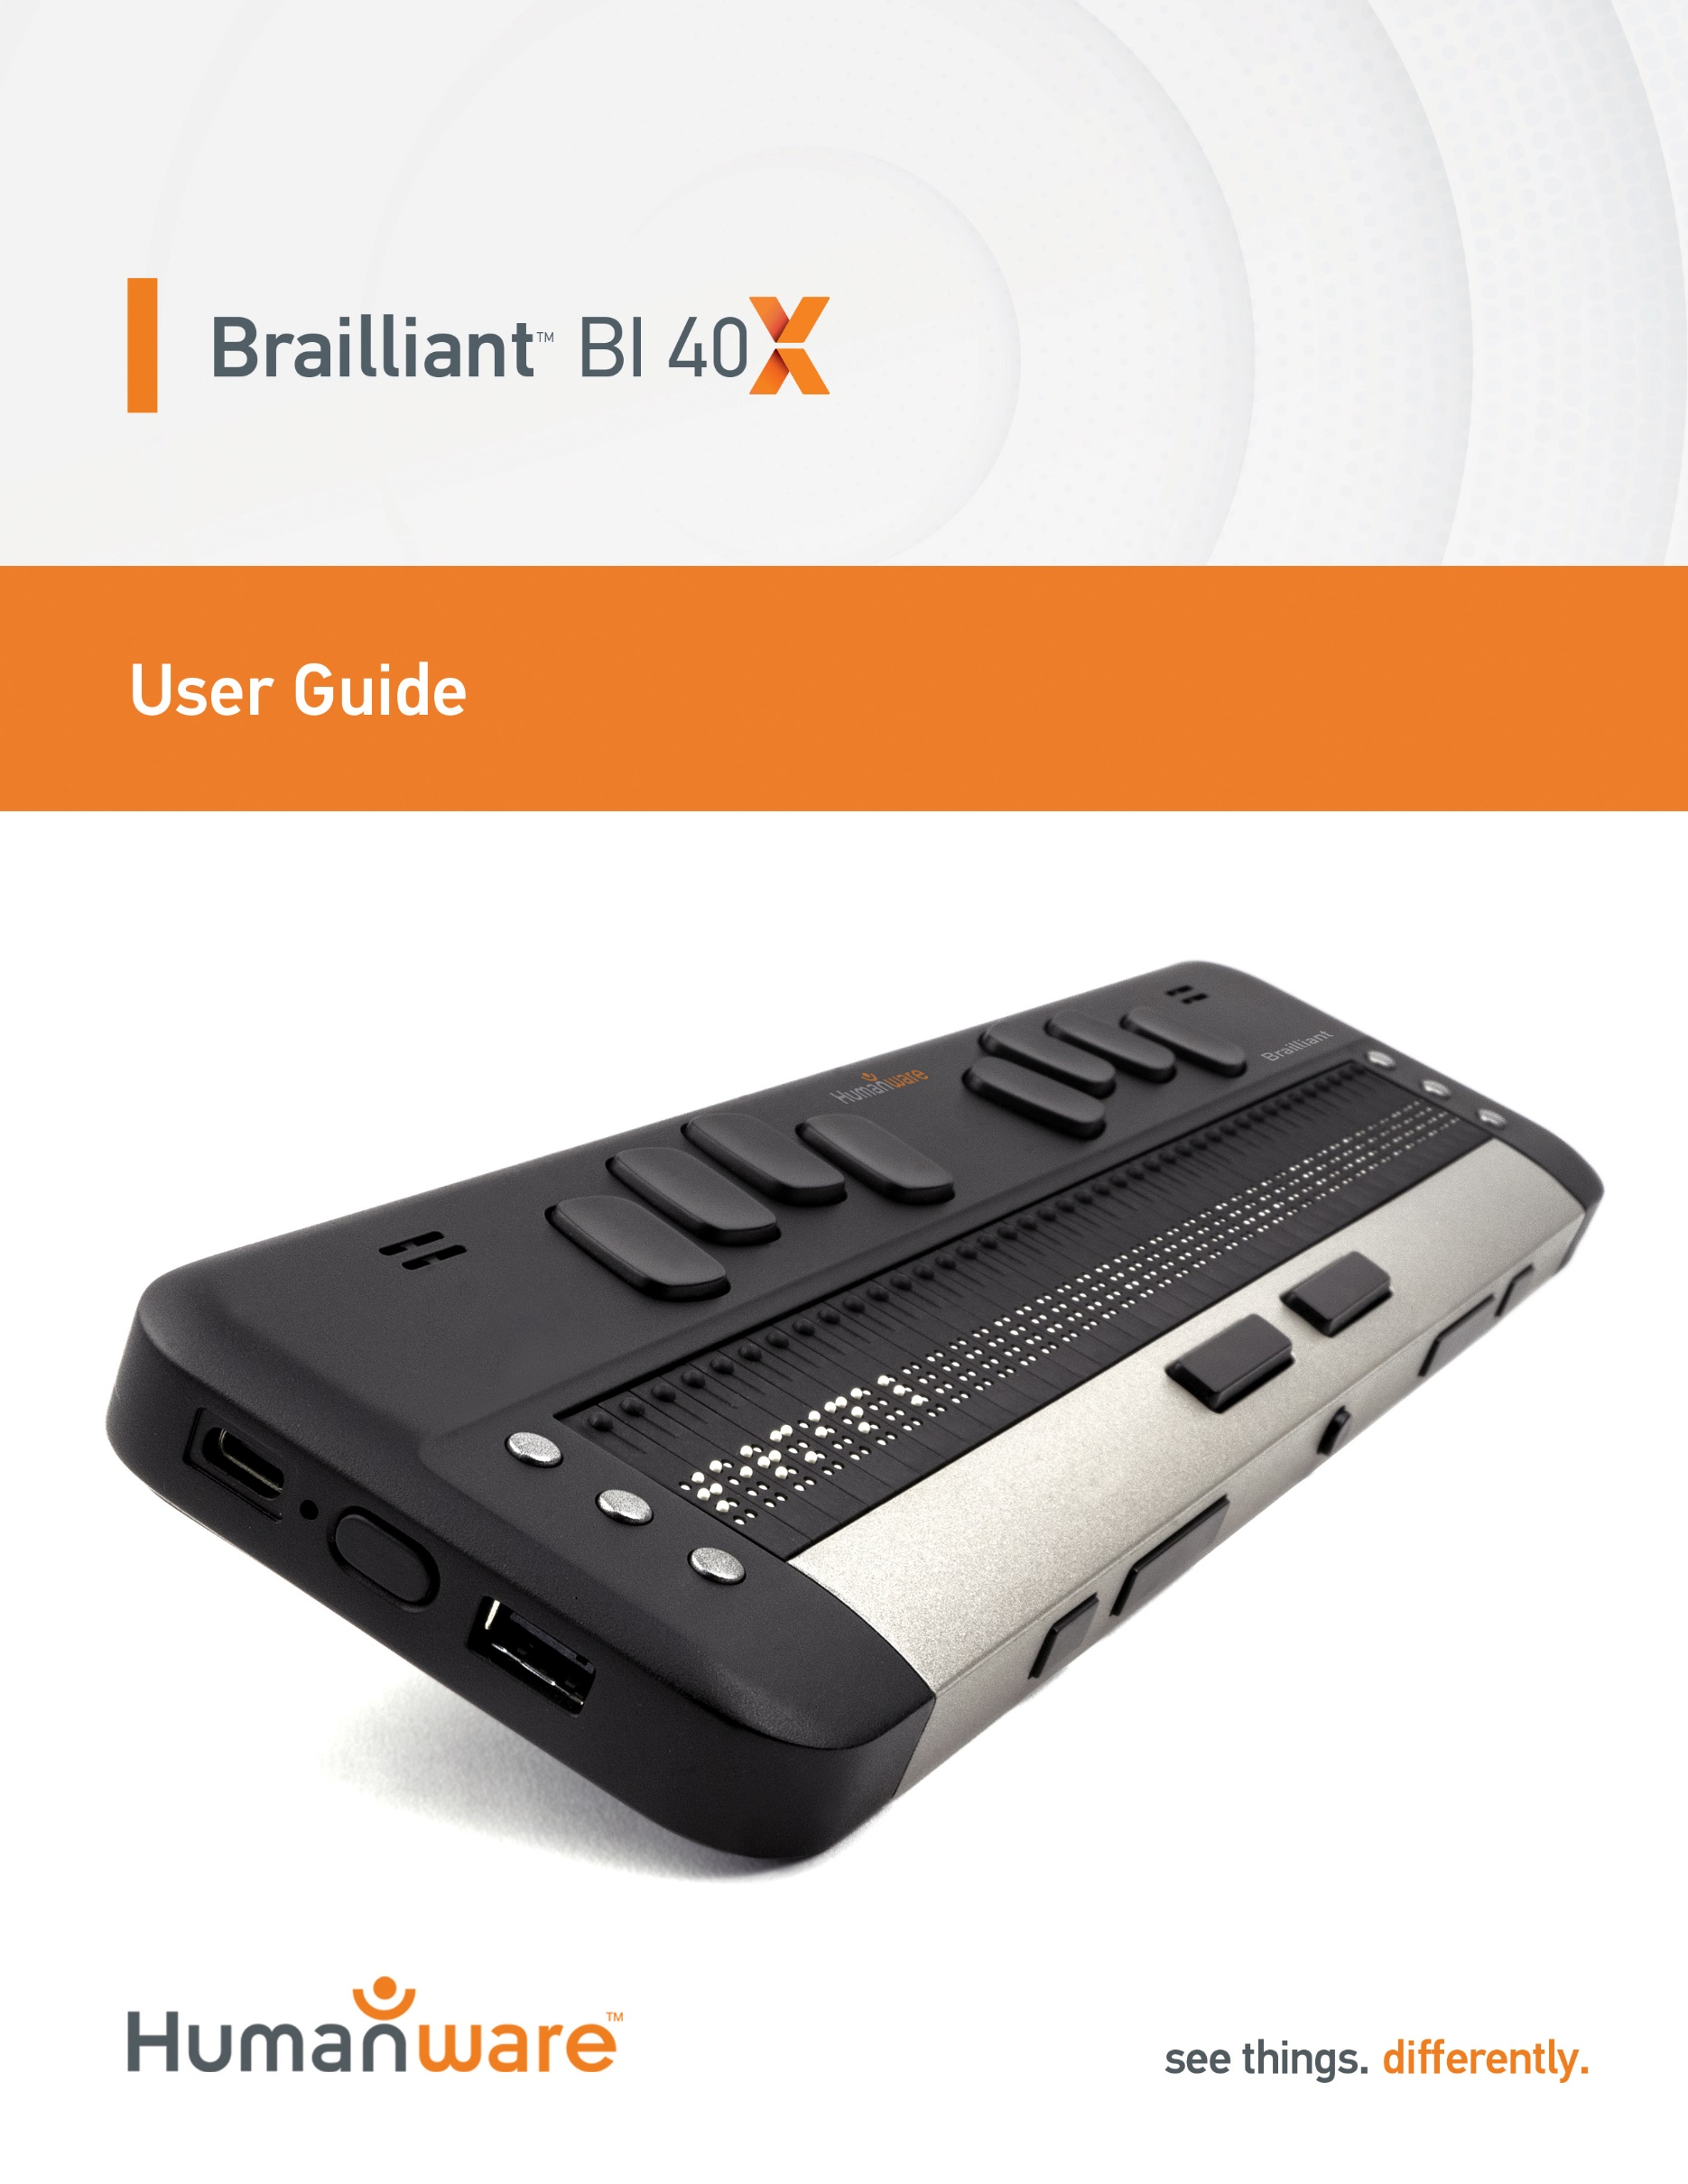 Brailliant™ BI 40X
User Guide
Humanware
Brailliant
Humanware™
see things. differently.